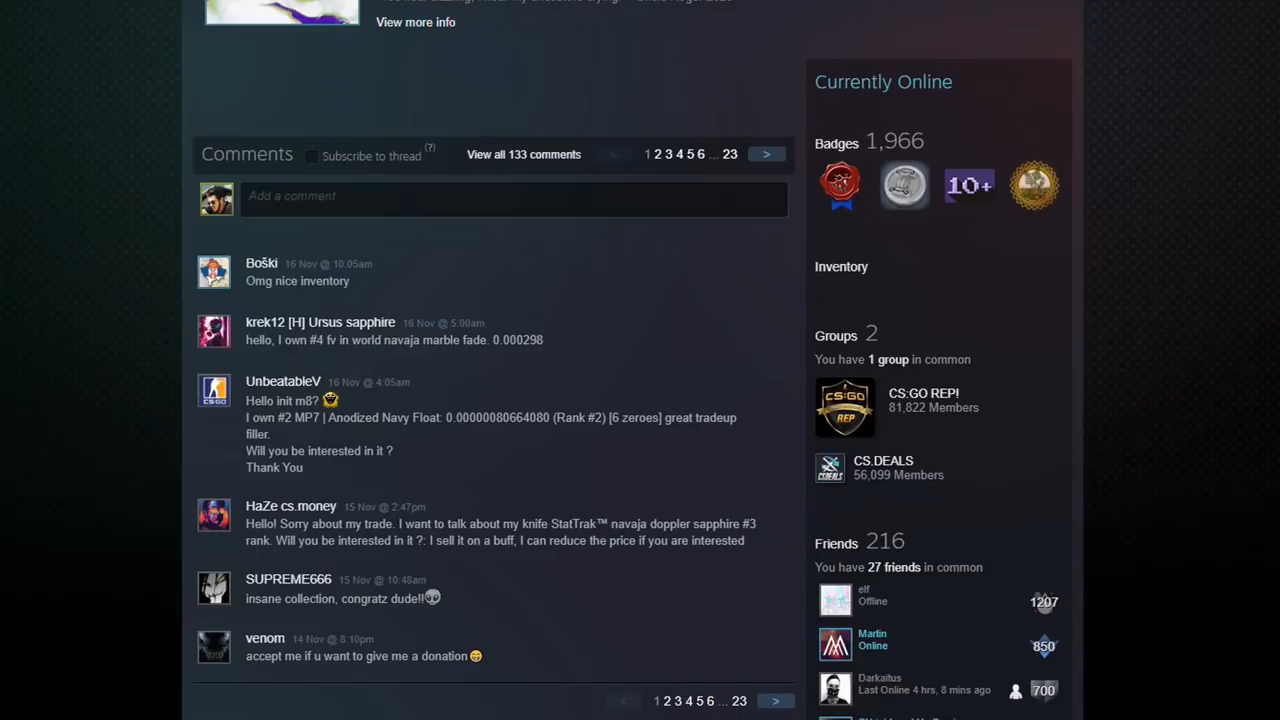 View more info
Currently Online
Badges 1,966
10+
Comments Subscribe to thread (?) View all 133 comments < 1 2 3 4 5 6 ... 23 >
Add a comment
Boški 16 Nov @ 10:05am
Omg nice inventory
krek12 [H] Ursus sapphire 16 Nov @ 5:00am
hello, I own #4 fv in world navaja marble fade. 0.000298
UnbeatableV 16 Nov @ 4:05am
Hello init m8?
I own #2 MP7 | Anodized Navy Float: 0.00000080664080 (Rank #2) [6 zeroes] great tradeup
filler.
Will you be interested in it ?
Thank You
HaZe cs.money 15 Nov @ 2:47pm
Hello! Sorry about my trade. I want to talk about my knife StatTrak™ navaja doppler sapphire #3
rank. Will you be interested in it ?: I sell it on a buff, I can reduce the price if you are interested
SUPREME666 15 Nov @ 10:48am
insane collection, congratz dude!!
venom 14 Nov @ 8:10pm
accept me if u want to give me a donation
< 1 2 3 4 5 6 ... 23 >
Inventory
Groups 2
You have 1 group in common
CS:GO
REP
CS:GO REP!
81,822 Members
CSDEALS
CS.DEALS
56,099 Members
Friends 216
You have 27 friends in common
elf
Offline
1207
Martin
Online
850
Darkaitus
Last Online 4 hrs, 8 mins ago
700